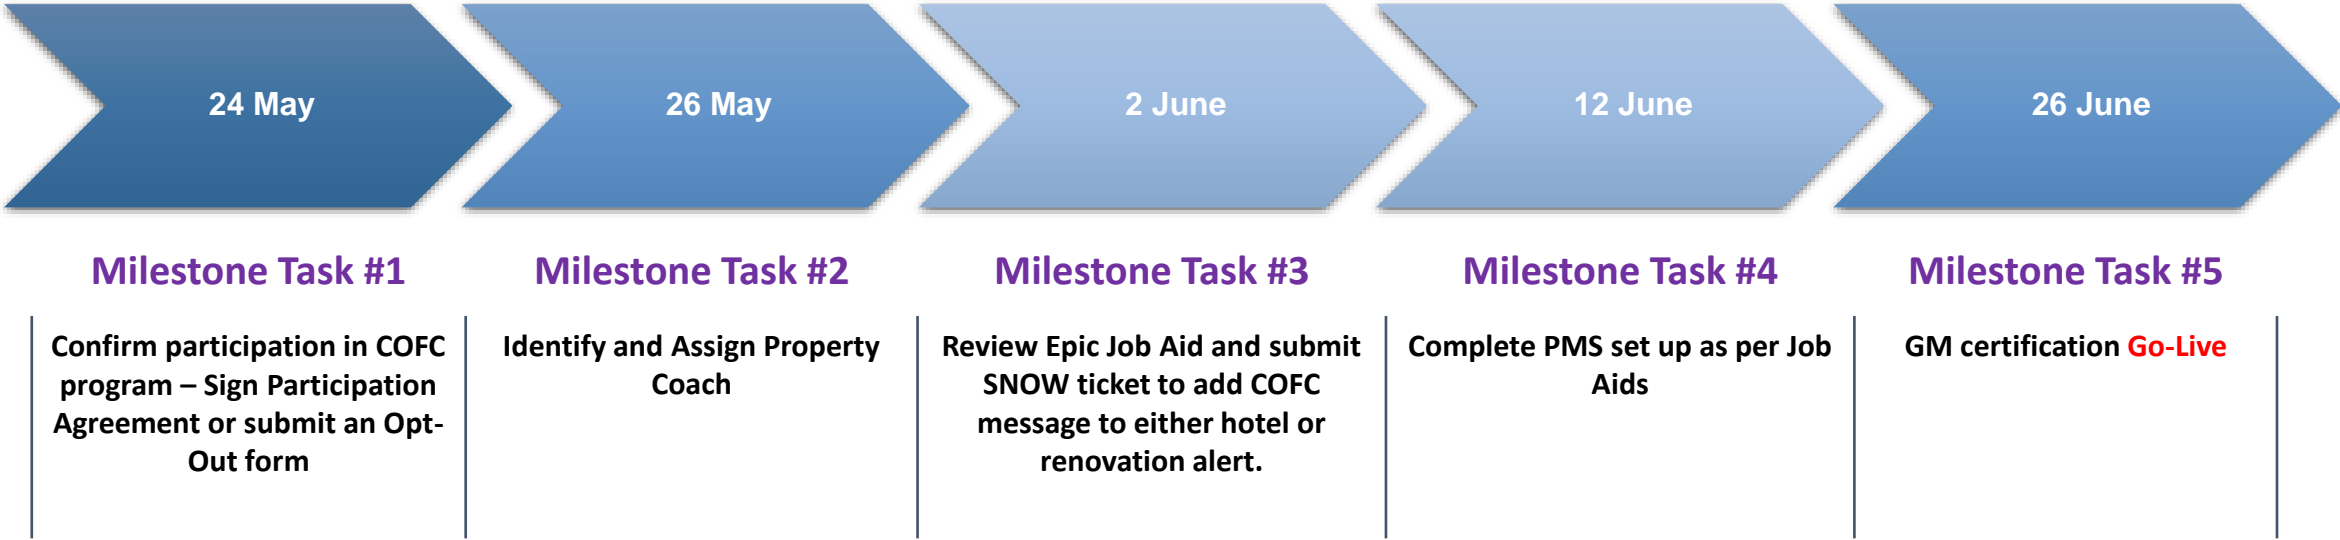 24 May
26 May
2 June
12 June
26 June
Milestone Task #1
Milestone Task #2
Milestone Task #3
Milestone Task #4
Milestone Task #5
Confirm participation in COFC
program – Sign Participation
Agreement or submit an Opt-
Out form
Identify and Assign Property
Coach
Review Epic Job Aid and submit
SNOW ticket to add COFC
message to either hotel or
renovation alert.
Complete PMS set up as per Job
Aids
GM certification Go-Live